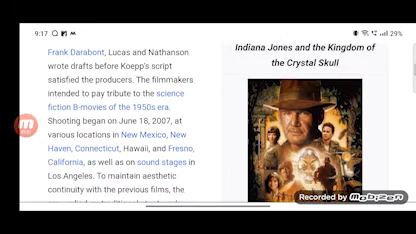 9:17
29%
Frank Darabont, Lucas and Nathanson
wrote drafts before Koepp's script
satisfied the producers. The filmmakers
intended to pay tribute to the science
fiction B-movies of the 1950s era.
Shooting began on June 18, 2007, at
various locations in New Mexico, New
Haven, Connecticut, Hawaii, and Fresno,
California, as well as on sound stages in
Los Angeles. To maintain aesthetic
continuity with the previous films, the
Indiana Jones and the Kingdom of
the Crystal Skull
Recorded by Mobizen